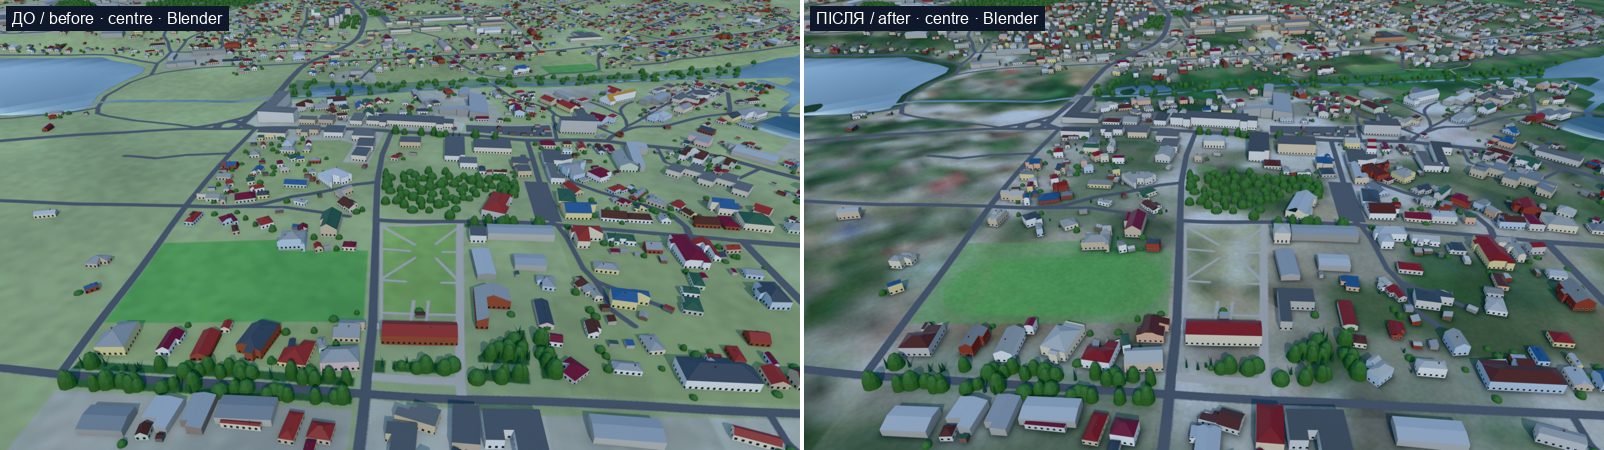 ДО / before · centre · Blender
ПІСЛЯ / after · centre · Blender